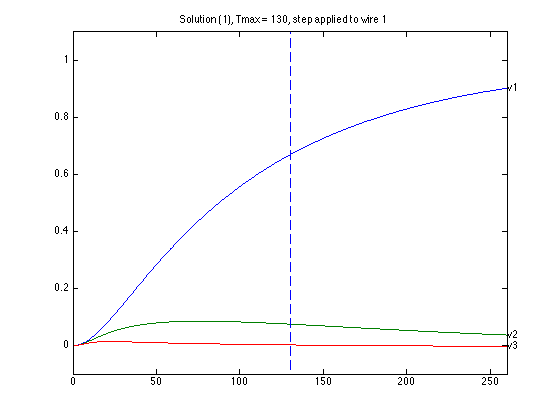 Solution (1), Tmax = 130, step applied to wire 1
1
0.8
0.6
0.4
0.2
0
v1
v2
v3
0 50 100 150 200 250